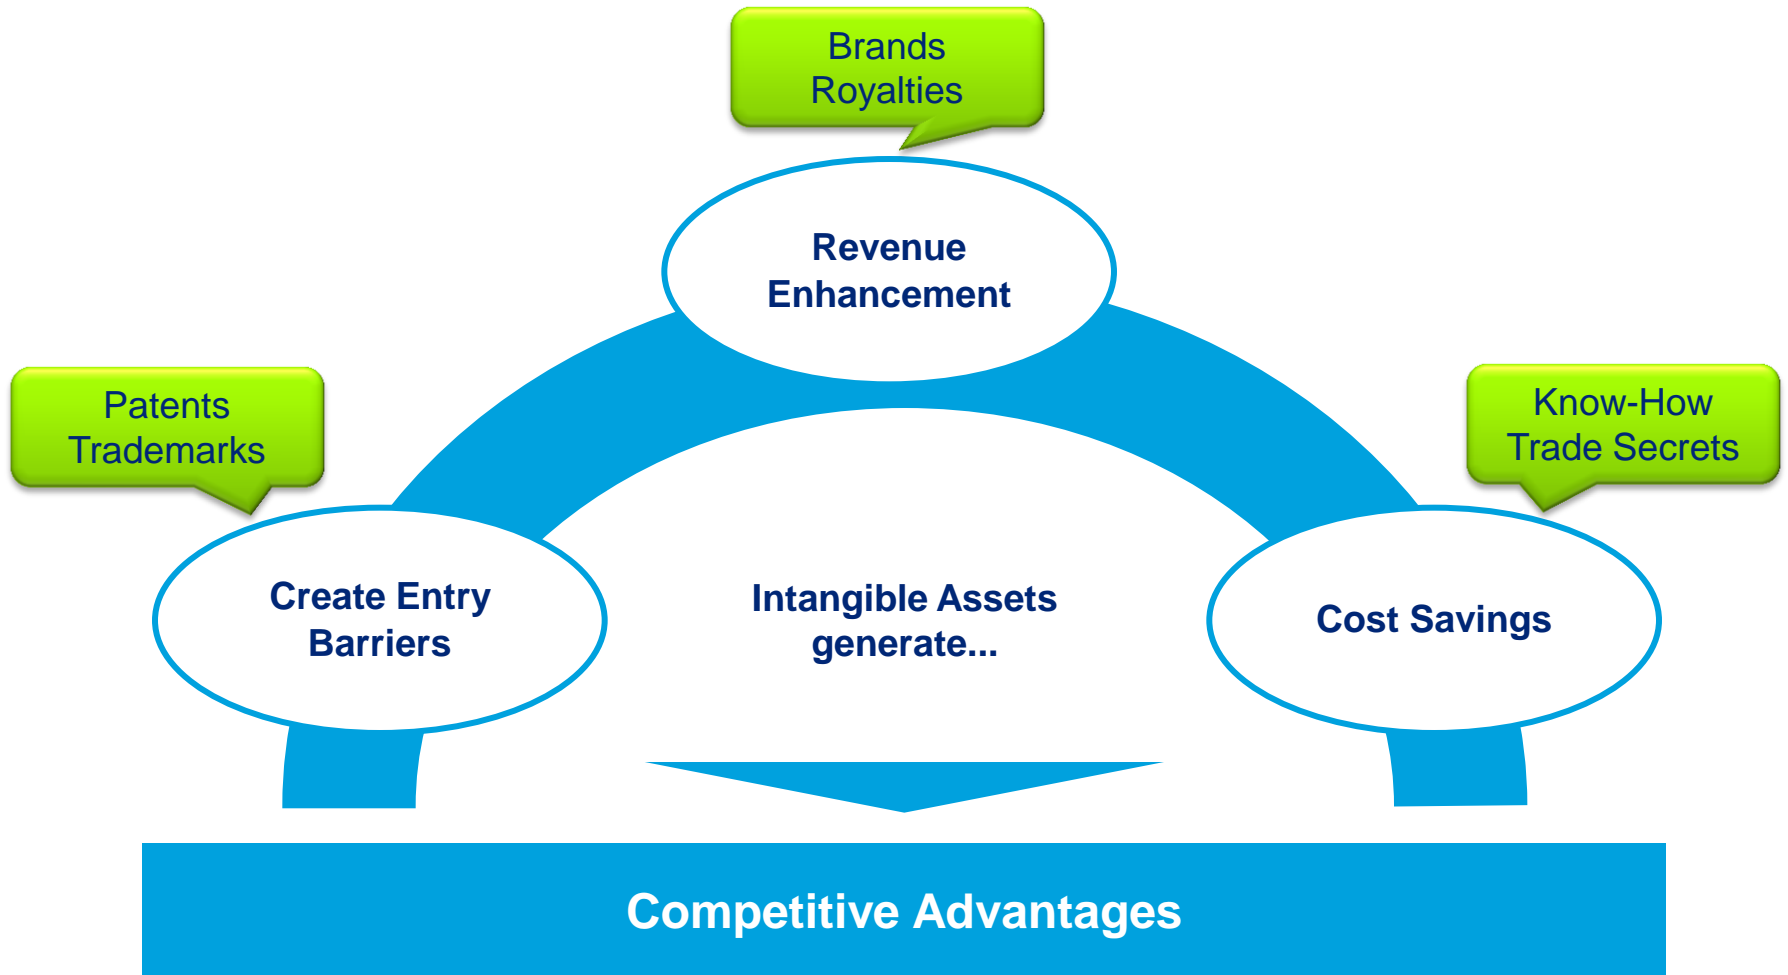 Brands
Royalties
Revenue
Enhancement
Patents
Trademarks
Know-How
Trade Secrets
Create Entry
Barriers
Intangible Assets
generate...
Cost Savings
Competitive Advantages